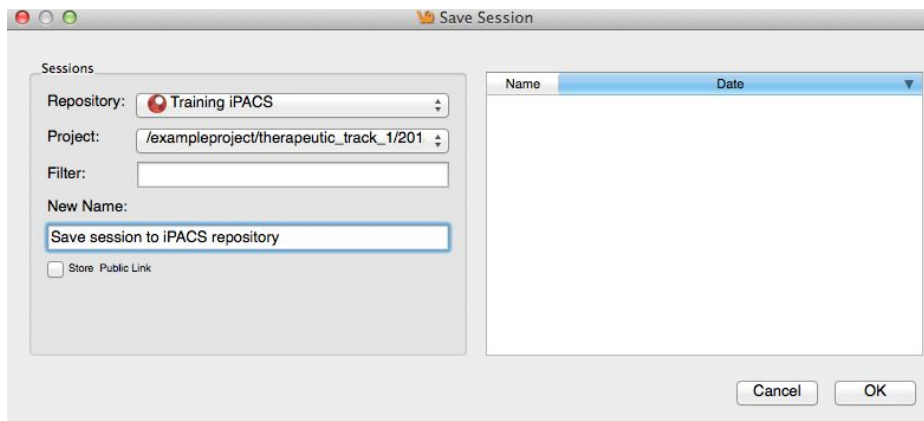 Save Session
Sessions
Repository:
Training iPACS
Project:
/exampleproject/therapeutic_track_1/201
Filter:
New Name:
Save session to iPACS repository
Store Public Link
Name
Date
Cancel
OK